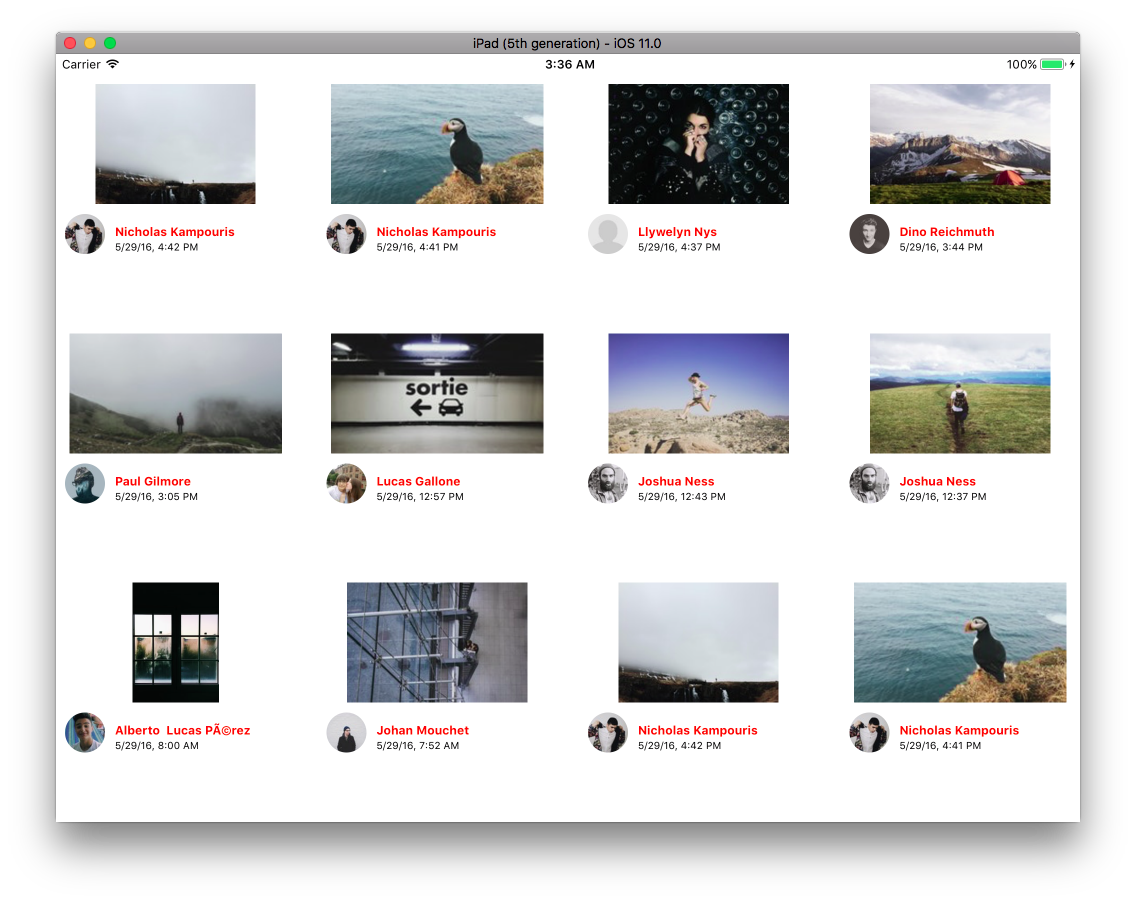 iPad (5th generation) - iOS 11.0
Carrier 3:36 AM 100%
Nicholas Kampouris
5/29/16, 4:42 PM
Nicholas Kampouris
5/29/16, 4:41 PM
Llywelyn Nys
5/29/16, 4:37 PM
Dino Reichmuth
5/29/16, 3:44 PM
sortie
Paul Gilmore
5/29/16, 3:05 PM
Lucas Gallone
5/29/16, 12:57 PM
Joshua Ness
5/29/16, 12:43 PM
Joshua Ness
5/29/16, 12:37 PM
Alberto  Lucas PÃ©rez
5/29/16, 8:00 AM
Johan Mouchet
5/29/16, 7:52 AM
Nicholas Kampouris
5/29/16, 4:42 PM
Nicholas Kampouris
5/29/16, 4:41 PM